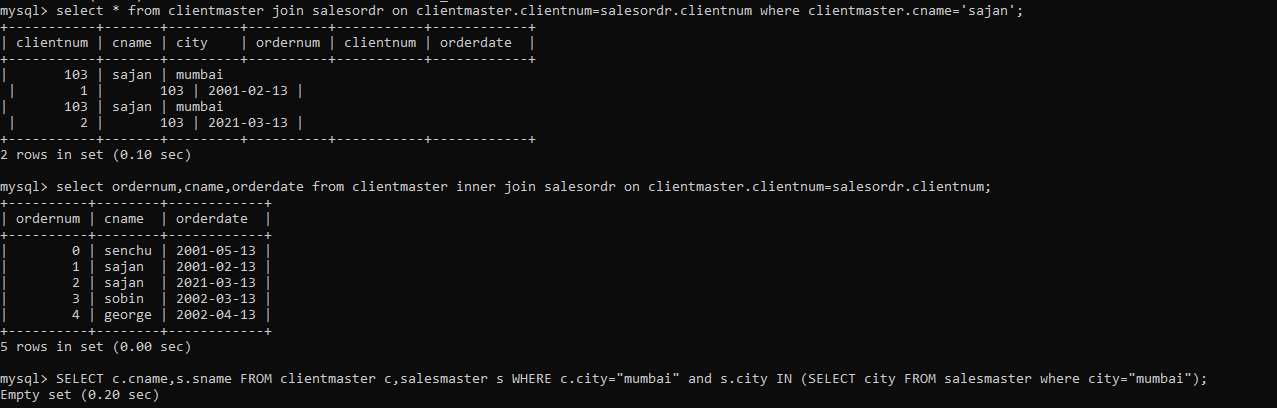 mysql> select * from clientmaster join salesordr on clientmaster.clientnum=salesordr.clientnum where clientmaster.cname='sajan';
+-----------+-------+---------+----------+-----------+------------+
| clientnum | cname | city    | ordernum | clientnum | orderdate  |
+-----------+-------+---------+----------+-----------+------------+
|       103 | sajan | mumbai
 |        1 |       103 | 2001-02-13 |
|       103 | sajan | mumbai
 |        2 |       103 | 2021-03-13 |
+-----------+-------+---------+----------+-----------+------------+
2 rows in set (0.10 sec)

mysql> select ordernum,cname,orderdate from clientmaster inner join salesordr on clientmaster.clientnum=salesordr.clientnum;
+----------+--------+------------+
| ordernum | cname  | orderdate  |
+----------+--------+------------+
|        0 | senchu | 2001-05-13 |
|        1 | sajan  | 2001-02-13 |
|        2 | sajan  | 2021-03-13 |
|        3 | sobin  | 2002-03-13 |
|        4 | george | 2002-04-13 |
+----------+--------+------------+
5 rows in set (0.00 sec)

mysql> SELECT c.cname,s.sname FROM clientmaster c,salesmaster s WHERE c.city="mumbai" and s.city IN (SELECT city FROM salesmaster where city="mumbai");
Empty set (0.20 sec)